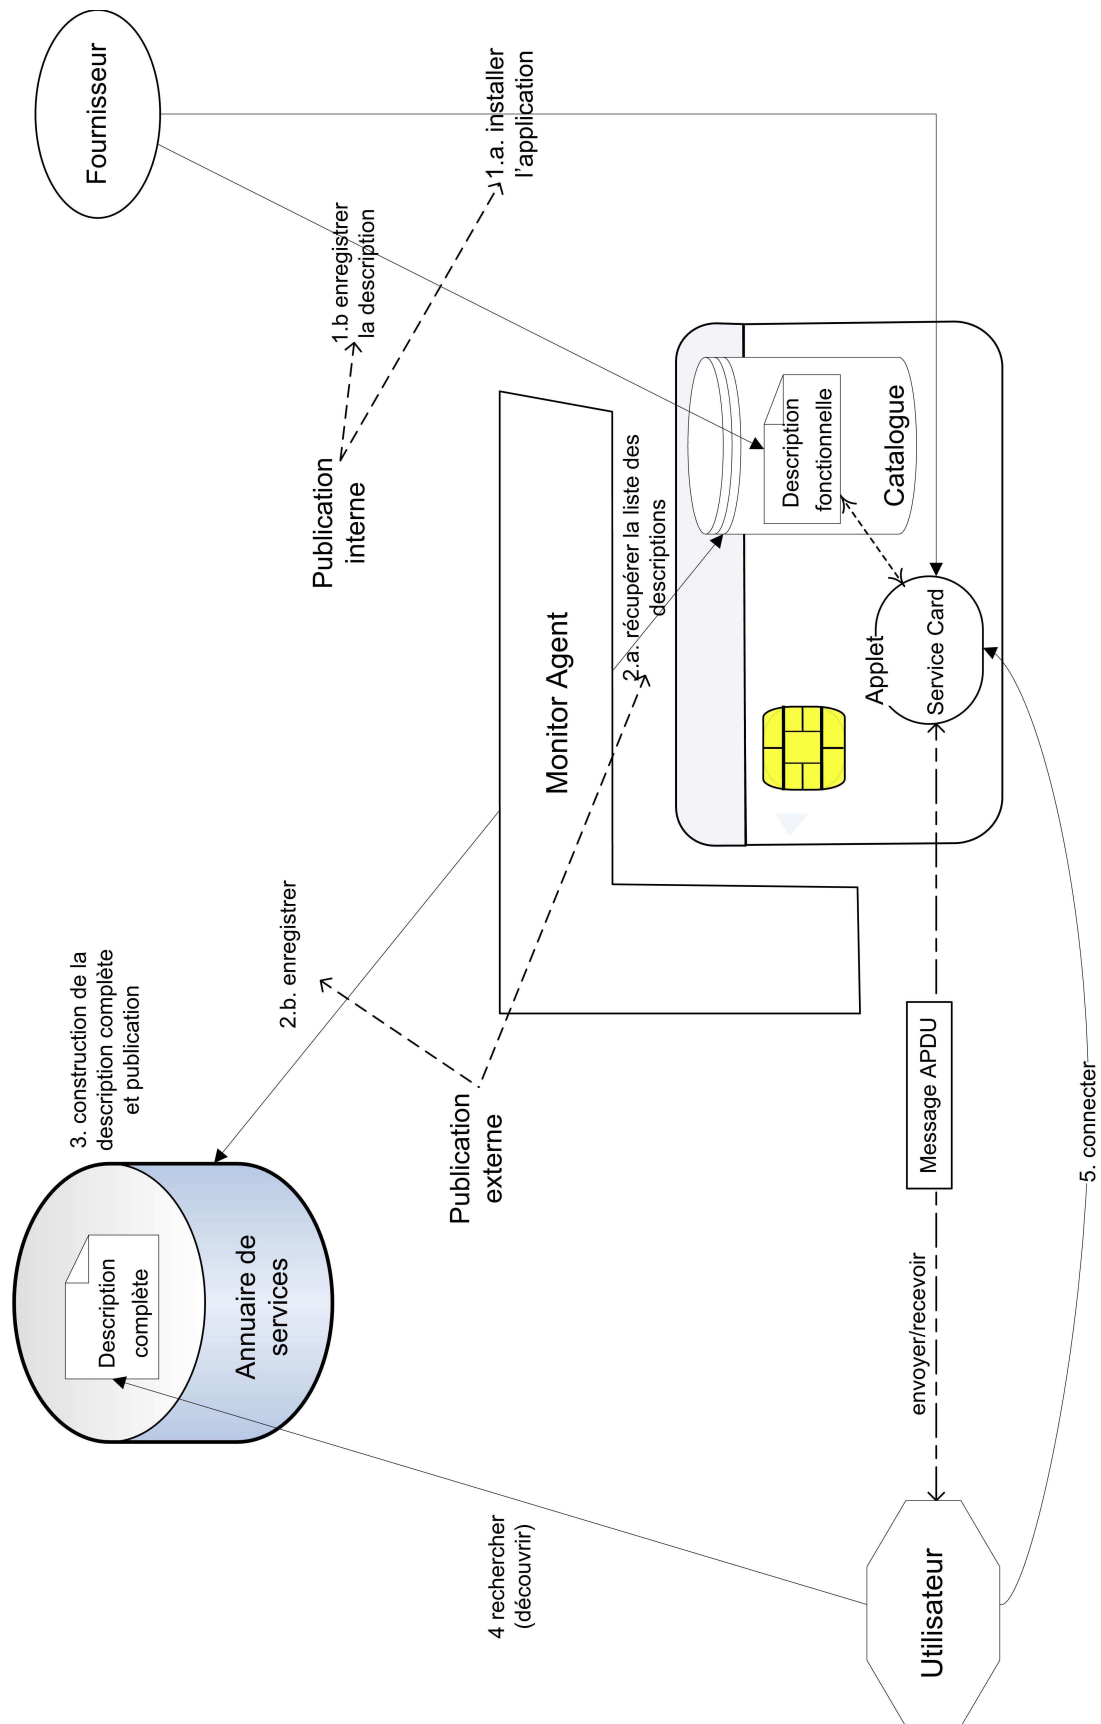 3. construction de la
description complète
et publication
Description
complète
Annuaire de
services
2.b. enregistrer
Publication
interne
1.b enregistrer
la description
Fournisseur
1.a. installer
l'application
Publication
externe
Monitor Agent
2.a. récupérer la liste des
descriptions
4 rechercher
(découvrir)
Description
fonctionnelle
Catalogue
Applet
Service Card
Message APDU
envoyer/recevoir
Utilisateur
5. connecter